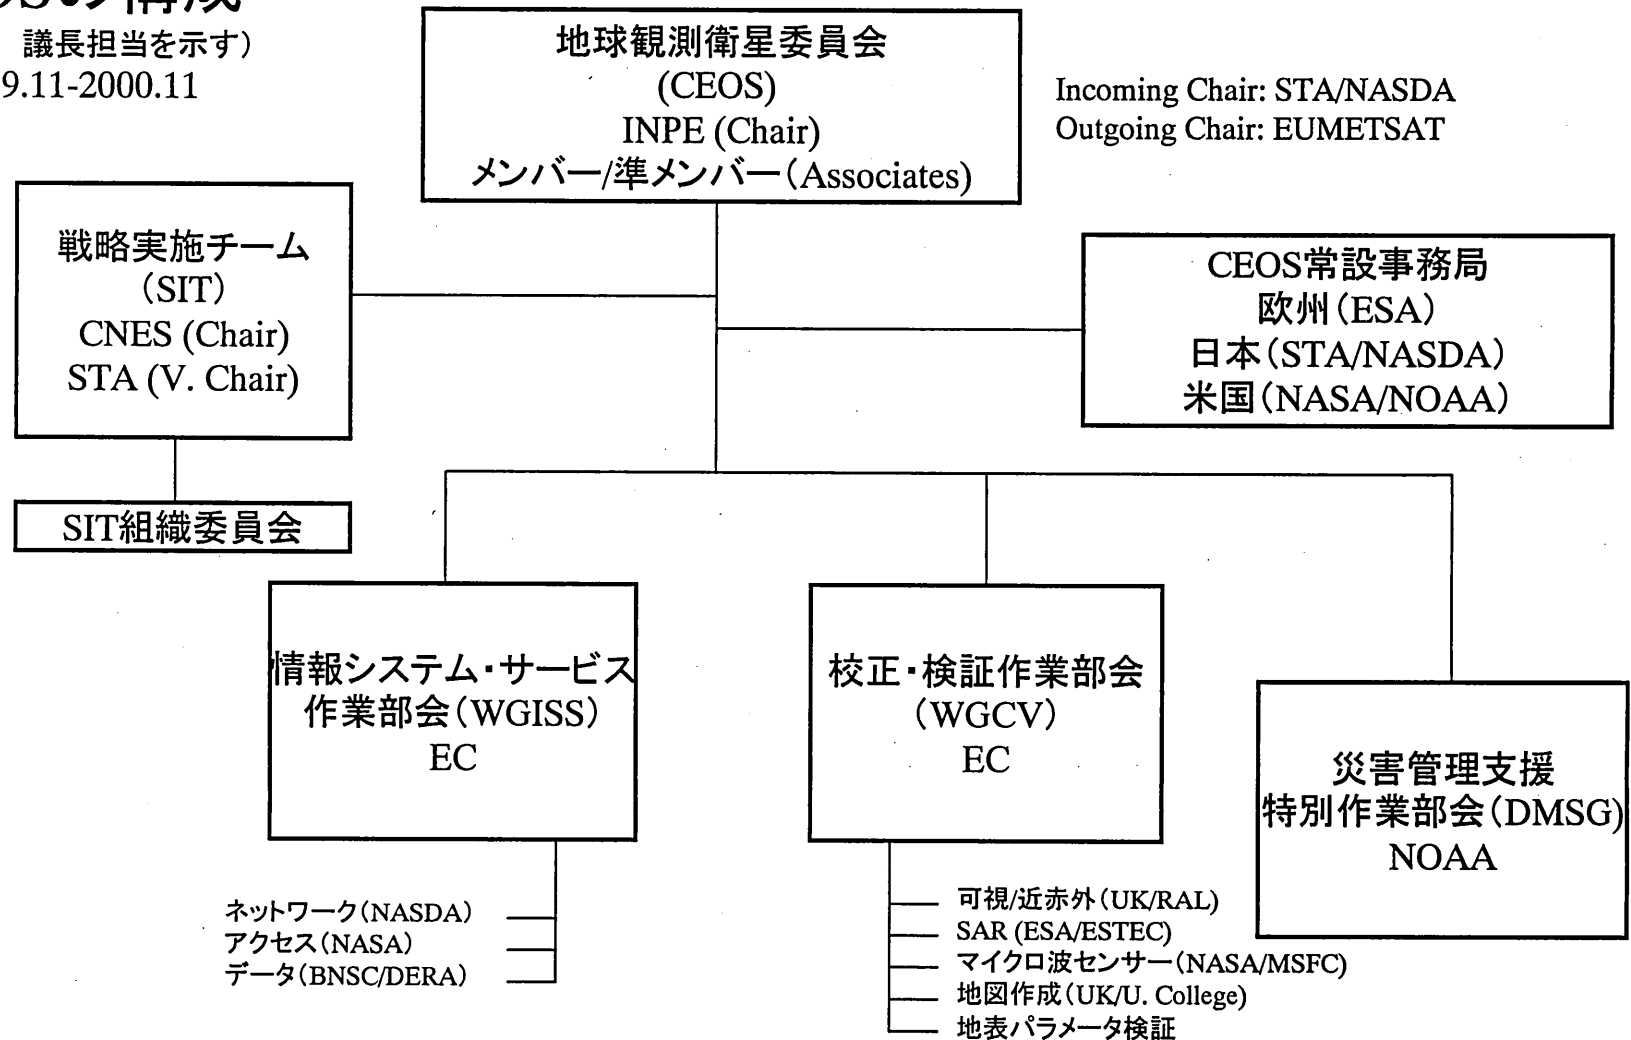 の構成
議長担当を示す)
9.11-2000.11
地球観測衛星委員会
(CEOS)
INPE (Chair)
メンバー/準メンバー(Associates)
Incoming Chair: STA/NASDA
Outgoing Chair: EUMETSAT
戦略実施チーム
(SIT)
CNES (Chair)
STA (V. Chair)
CEOS常設事務局
欧州(ESA)
日本(STA/NASDA)
米国(NASA/NOAA)
SIT組織委員会
情報システム・サービス
作業部会(WGISS)
EC
校正・検証作業部会
(WGCV)
EC
災害管理支援
特別作業部会(DMSG)
NOAA
ネットワーク(NASDA)
アクセス(NASA)
データ(BNSC/DERA)
可視/近赤外(UK/RAL)
SAR (ESA/ESTEC)
マイクロ波センサー(NASA/MSFC)
地図作成(UK/U. College)
地表パラメータ検証